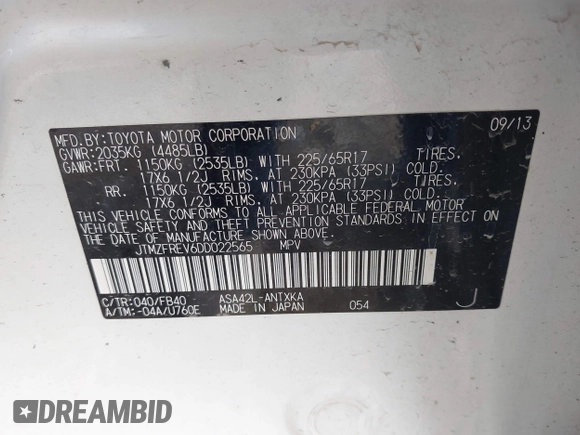 09/13
MFD.BY:TOYOTA MOTOR CORPORATION
GVWR:2035KG (4485LB)
GAWR:FRT 1150KG (2535LB) WITH 225/65R17 TIRES,
17X6 1/2J RIMS, AT 230KPA (33PSI) COLD.
RR. 1150KG (2535LB) WITH 225/65R17 TIRES,
17X6 1/2J RIMS, AT 230KPA (33PSI) COLD.
THIS VEHICLE CONFORMS TO ALL APPLICABLE FEDERAL MOTOR
VEHICLE SAFETY AND THEFT PREVENTION STANDARDS IN EFFECT ON
THE DATE OF MANUFACTURE SHOWN ABOVE.
JTMZFREV6DD022565 MPV
C/TR:040/FB40 ASA42L-ANTXKA
A/TM:-04A/U760E MADE IN JAPAN 054 J
DREAMBID